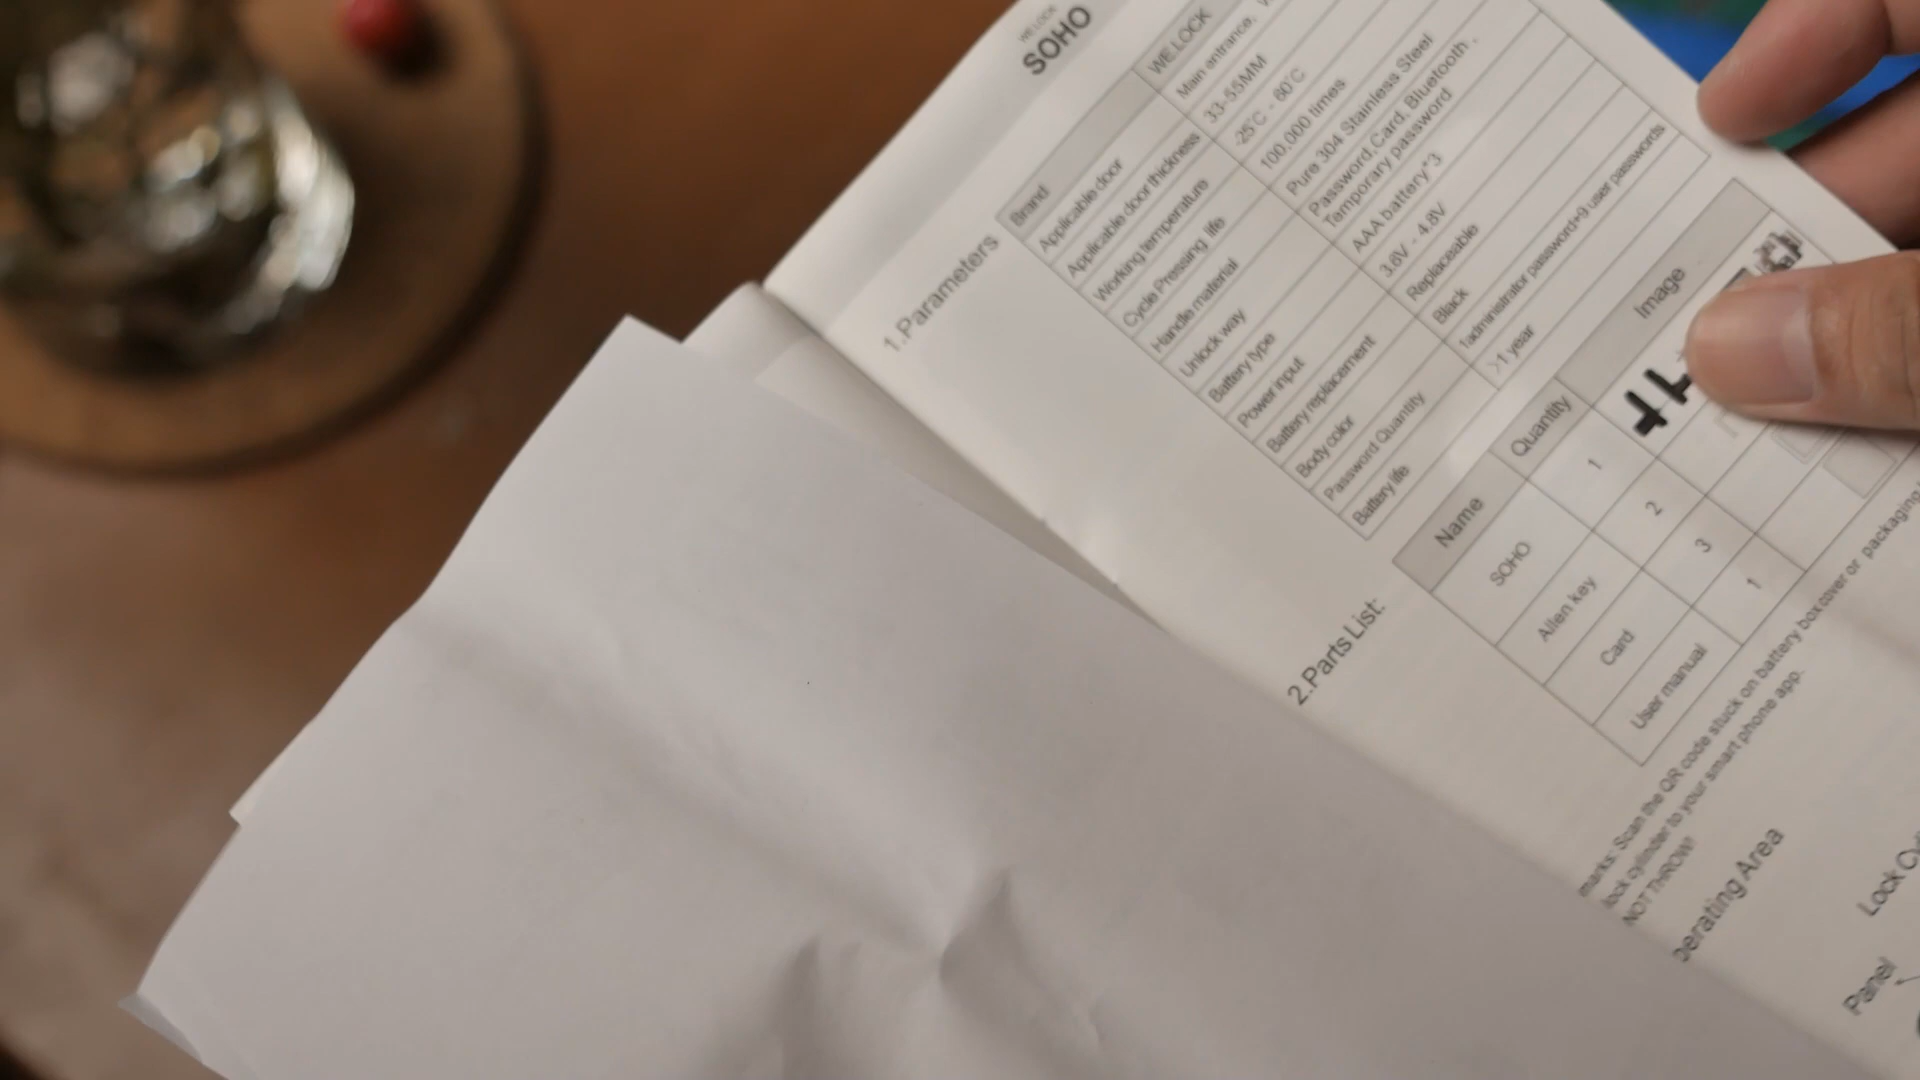 WE.LOCK
SOHO
1.Parameters
Brand WE.LOCK
Applicable door Main entrance,
Applicable door thickness 33-55MM
Working temperature -25°C - 60°C
Cycle Pressing life 100,000 times
Handle material Pure 304 Stainless Steel
Unlock way Password,Card, Bluetooth .
Temporary password
Battery type AAA battery*3
Power input 3.6V - 4.8V
Battery replacement Replaceable
Body color Black
Password Quantity 1administrator password+9 user passwords
Battery life >1 year
2.Parts List:
Name Quantity Image
SOHO 1
Allen key 2
Card 3
User manual 1
marks: Scan the QR code stuck on battery box cover or packaging
lock cylinder to your smart phone app.
NOT THROW!
perating Area
Panel
Lock Cy